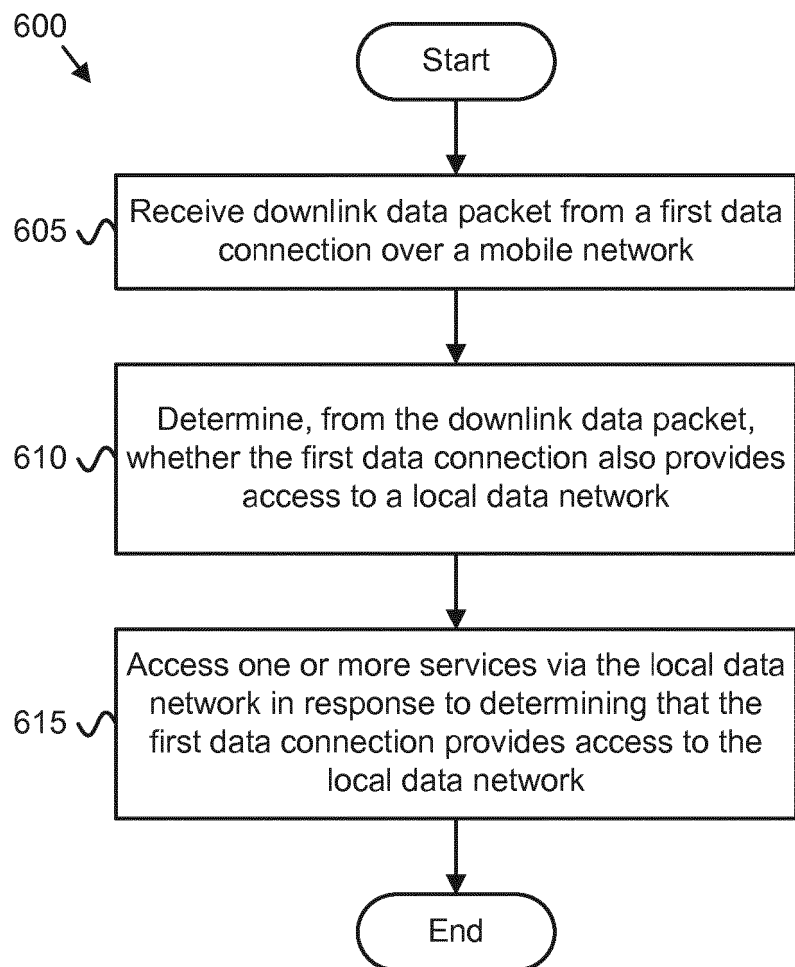 600
Start
605
Receive downlink data packet from a first data
connection over a mobile network
610
Determine, from the downlink data packet,
whether the first data connection also provides
access to a local data network
615
Access one or more services via the local data
network in response to determining that the
first data connection provides access to the
local data network
End